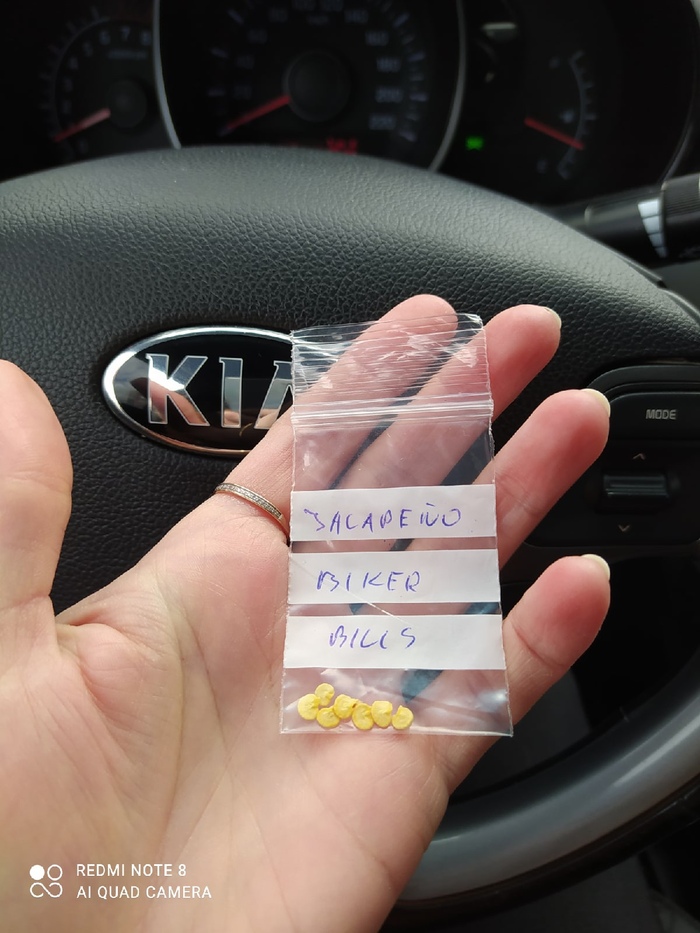 KIA
MODE
JALAPEÑO
BIKER
BILLS
REDMI NOTE 8
AI QUAD CAMERA